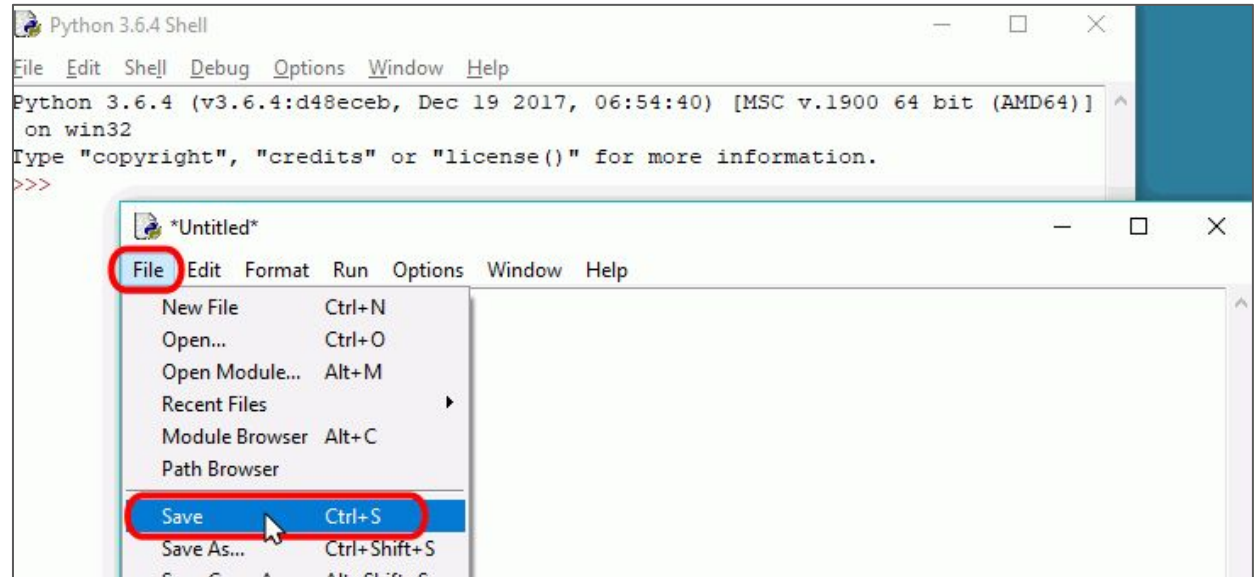 Python 3.6.4 Shell
File Edit Shell Debug Options Window Help
Python 3.6.4 (v3.6.4:d48eceb, Dec 19 2017, 06:54:40) [MSC v.1900 64 bit (AMD64)]
on win32
Type "copyright", "credits" or "license()" for more information.
>>>
*Untitled*
File Edit Format Run Options Window Help
New File Ctrl+N
Open... Ctrl+O
Open Module... Alt+M
Recent Files
Module Browser Alt+C
Path Browser
Save Ctrl+S
Save As... Ctrl+Shift+S